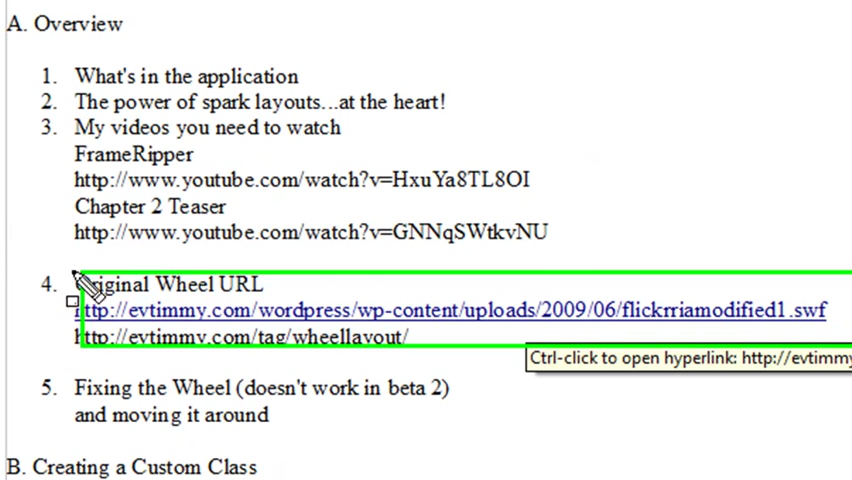 A. Overview
1. What's in the application
2. The power of spark layouts...at the heart!
3. My videos you need to watch
FrameRipper
http://www.youtube.com/watch?v=HxuYa8TL8OI
Chapter 2 Teaser
http://www.youtube.com/watch?v=GNNqSWtkvNU
4. Original Wheel URL
http://evtimmy.com/wordpress/wp-content/uploads/2009/06/flickrriamodified1.swf
http://evtimmy.com/tag/wheellayout/
Ctrl-click to open hyperlink: http://evtimmy
5. Fixing the Wheel (doesn't work in beta 2)
and moving it around
B. Creating a Custom Class